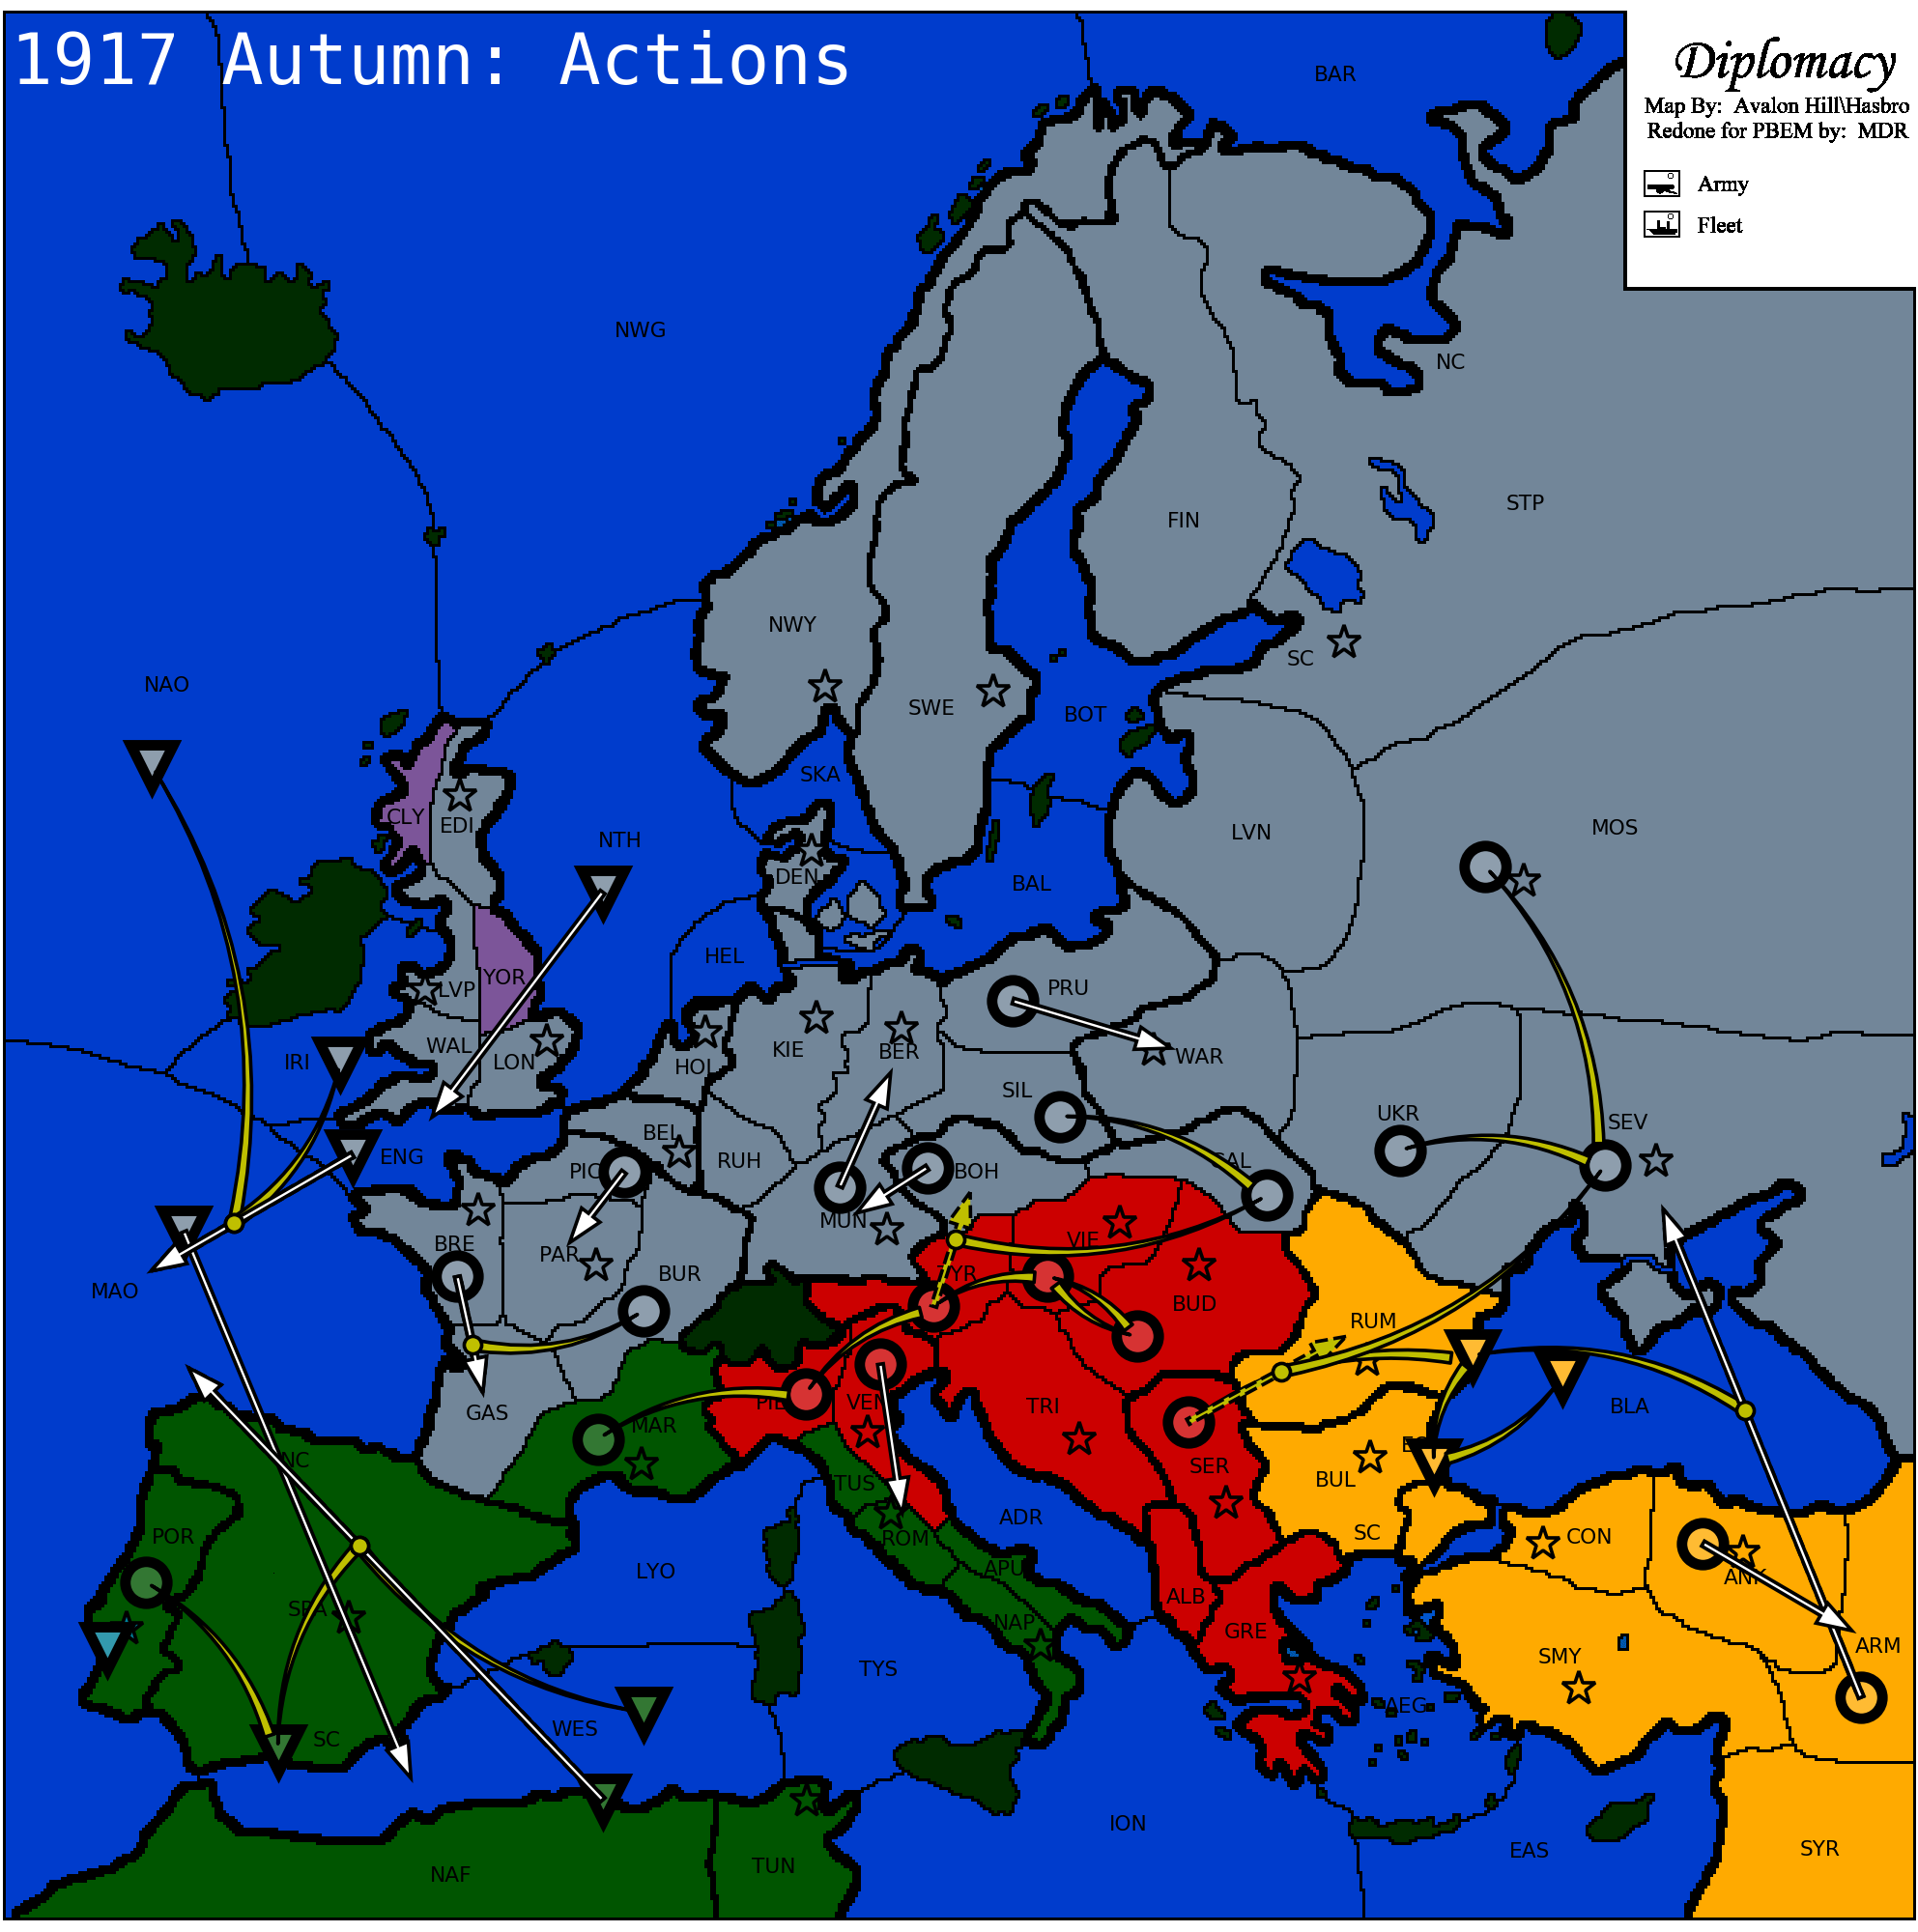 1917 Autumn: Actions
Diplomacy
Map By: Avalon Hill\Hasbro
Redone for PBEM by: MDR
Army
Fleet
BAR
NWG
NC
STP
FIN
NWY
SC
NAO
SWE
BOT
SKA
CLY
EDI
NTH
LVN
MOS
DEN
BAL
HEL
YOR
LVP
PRU
IRI
WAL
LON
HOL
KIE
BER
WAR
SIL
UKR
SEV
BEL
ENG
PIC
RUH
BOH
GAL
MUN
BRE
PAR
VIE
TYR
BUR
MAO
BUD
RUM
PIE
VEN
TRI
BLA
GAS
MAR
NC
EC
SER
BUL
TUS
ADR
SC
POR
ROM
CON
LYO
APU
ANK
SPA
ALB
NAP
GRE
ARM
SMY
TYS
AEG
WES
SC
ION
EAS
SYR
TUN
NAF